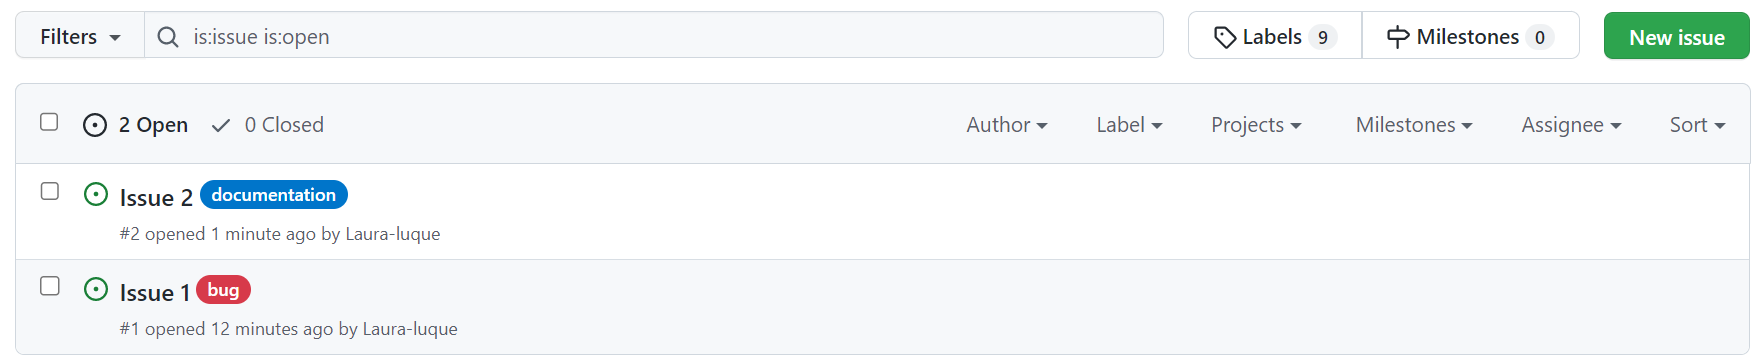 Filters is:issue is:open Labels 9 Milestones 0 New issue
2 Open 0 Closed Author Label Projects Milestones Assignee Sort
Issue 2 documentation
#2 opened 1 minute ago by Laura-luque
Issue 1 bug
#1 opened 12 minutes ago by Laura-luque